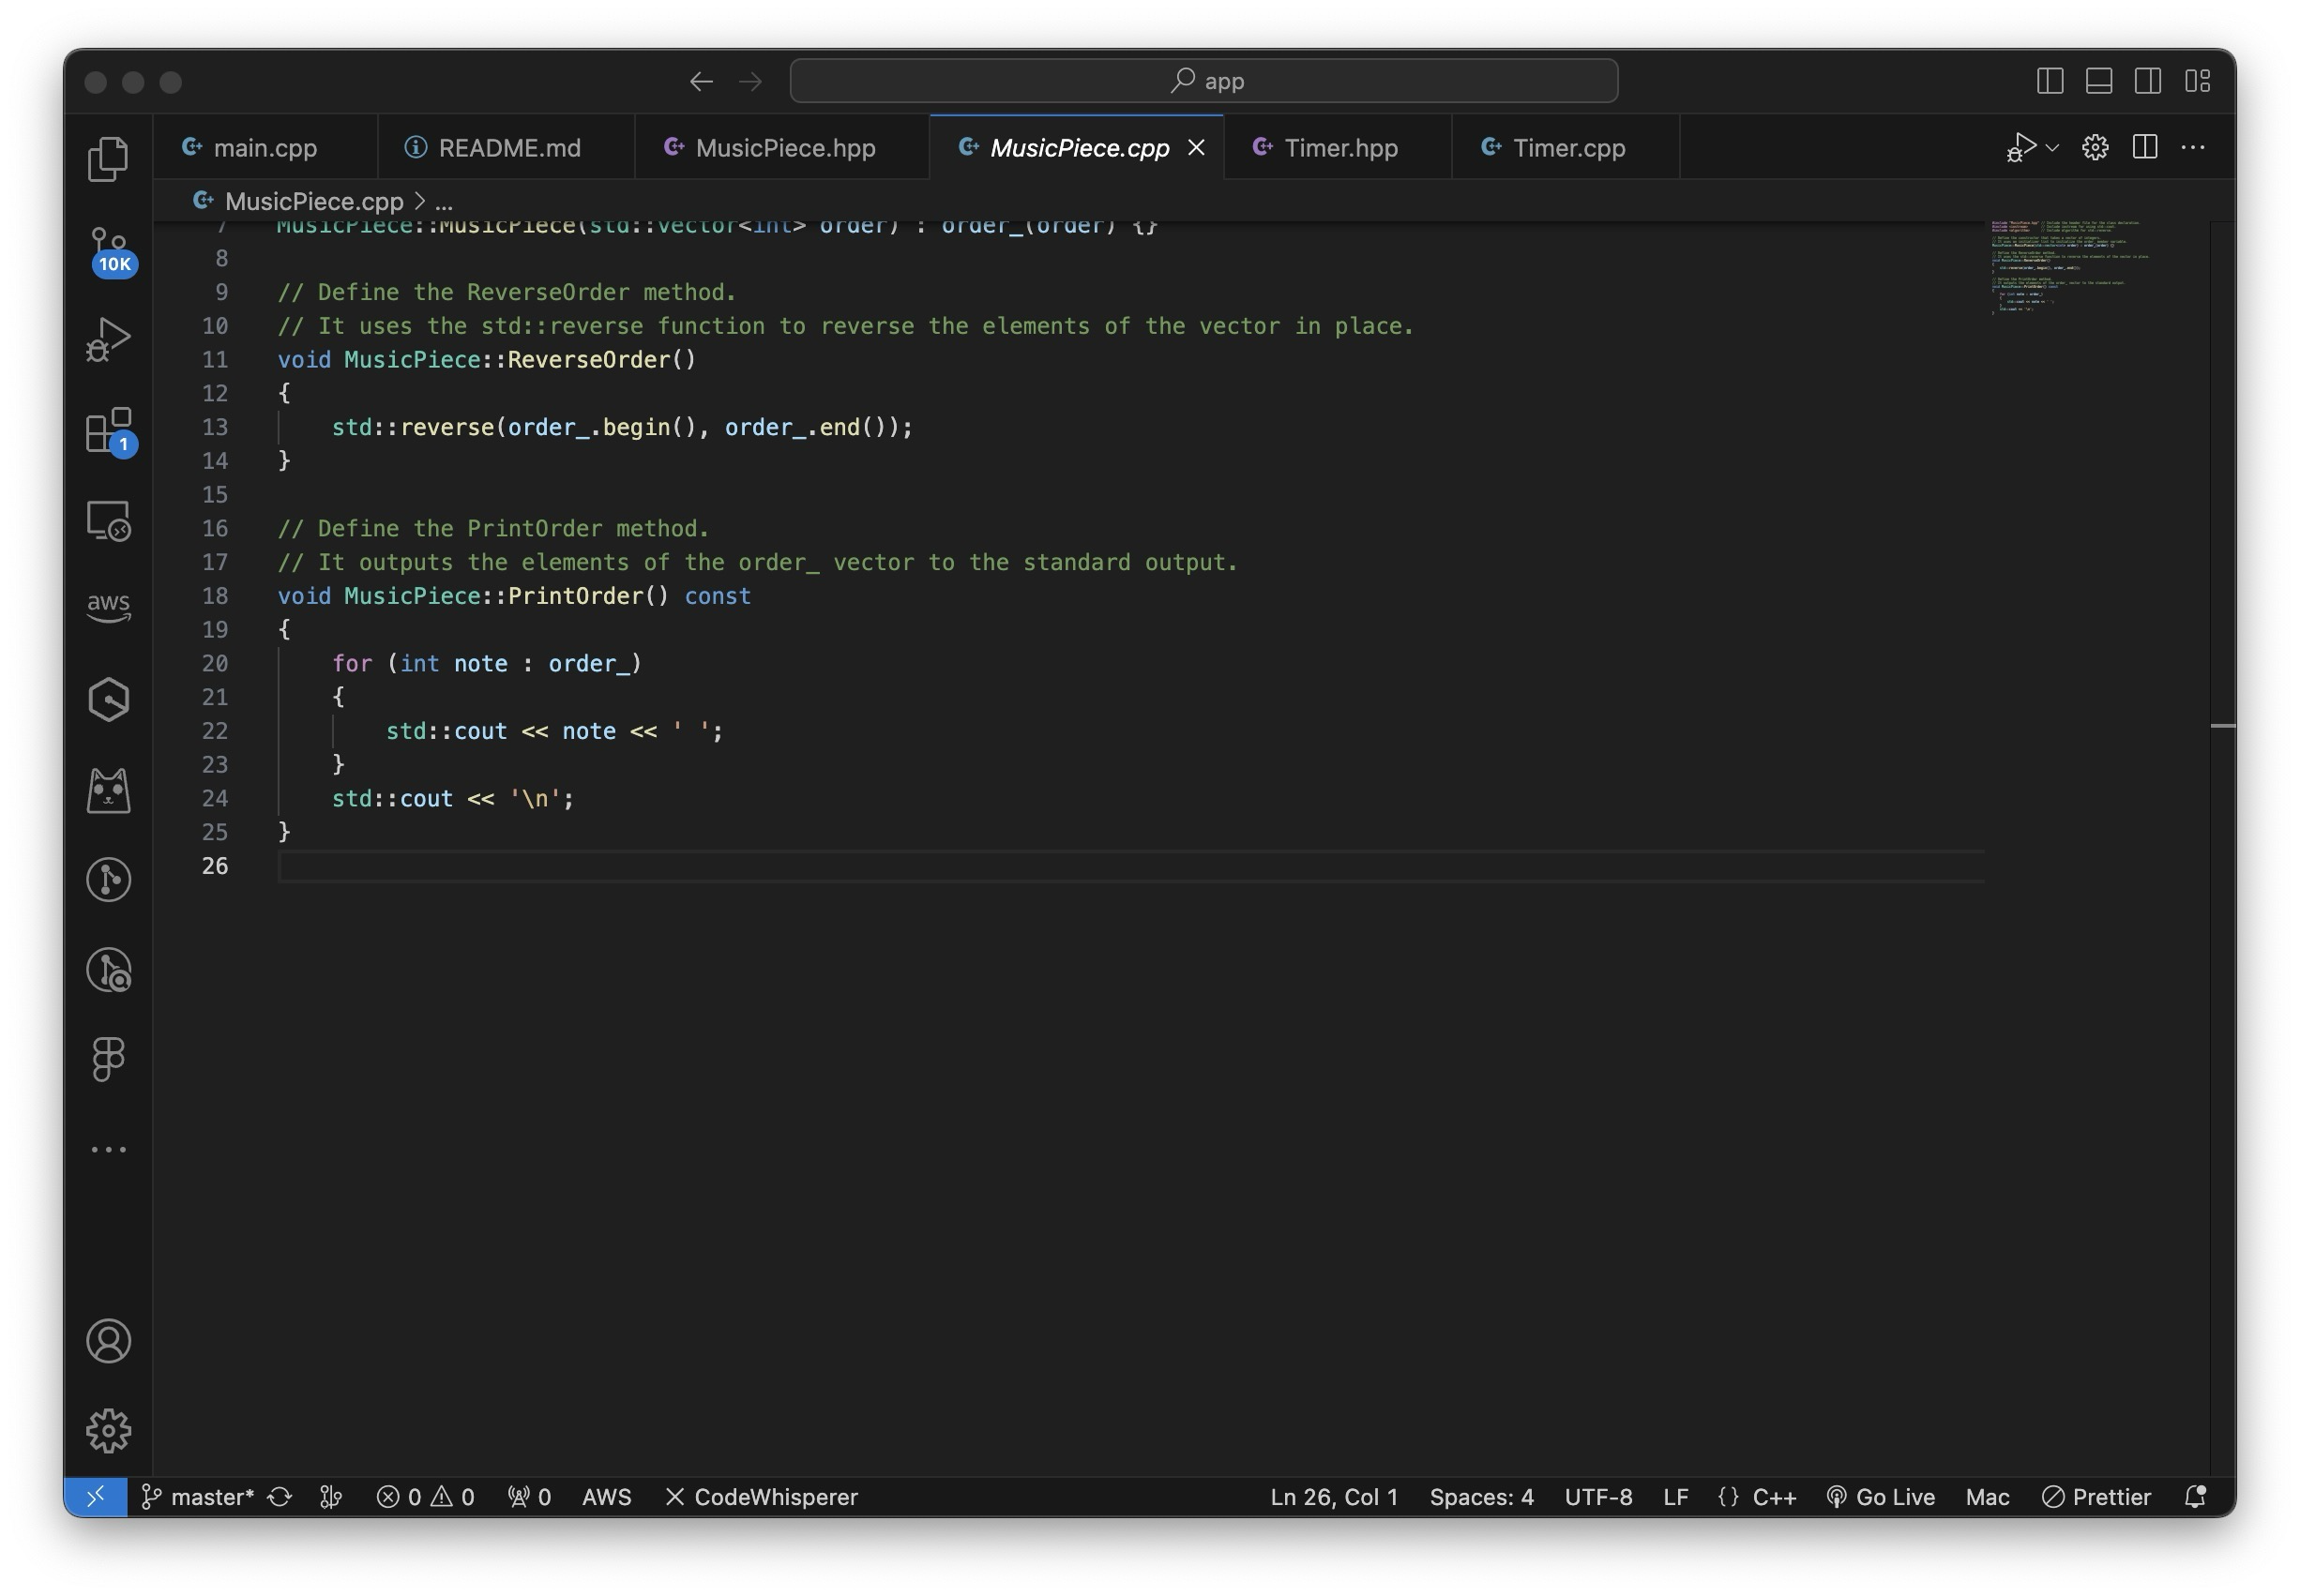 app
main.cpp
README.md
MusicPiece.hpp
MusicPiece.cpp
Timer.hpp
Timer.cpp
MusicPiece.cpp > ...
7 MusicPiece::MusicPiece(std::vector<int> order) : order_(order) {}
8
9 // Define the ReverseOrder method.
10 // It uses the std::reverse function to reverse the elements of the vector in place.
11 void MusicPiece::ReverseOrder()
12 {
13     std::reverse(order_.begin(), order_.end());
14 }
15
16 // Define the PrintOrder method.
17 // It outputs the elements of the order_ vector to the standard output.
18 void MusicPiece::PrintOrder() const
19 {
20     for (int note : order_)
21     {
22         std::cout << note << ' ';
23     }
24     std::cout << '\n';
25 }
26
10K
1
aws
master* 0 0 0 AWS CodeWhisperer Ln 26, Col 1 Spaces: 4 UTF-8 LF {} C++ Go Live Mac Prettier